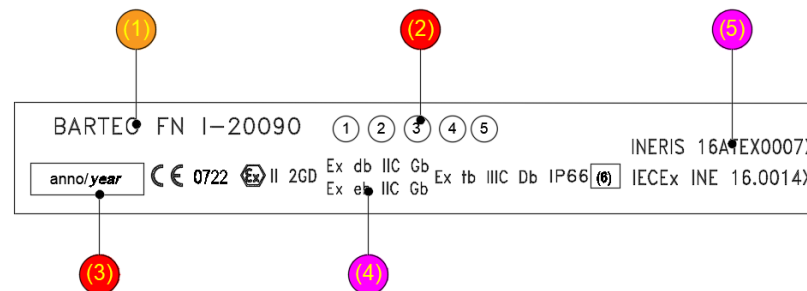 (1) (2) (5)
BARTEC FN I-20090 1 2 3 4 5
INERIS 16ATEX0007X
anno/year CE 0722 Ex II 2GD Ex db IIC Gb Ex tb IIIC Db IP66 (6) IECEx INE 16.0014X
Ex eb IIC Gb
(3) (4)